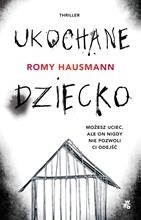 THRILLER
UKOCHANE
ROMY HAUSMANN
DZIECKO
MOŻESZ UCIEC,
ALE ON NIGDY
NIE POZWOLI
CI ODEJŚĆ